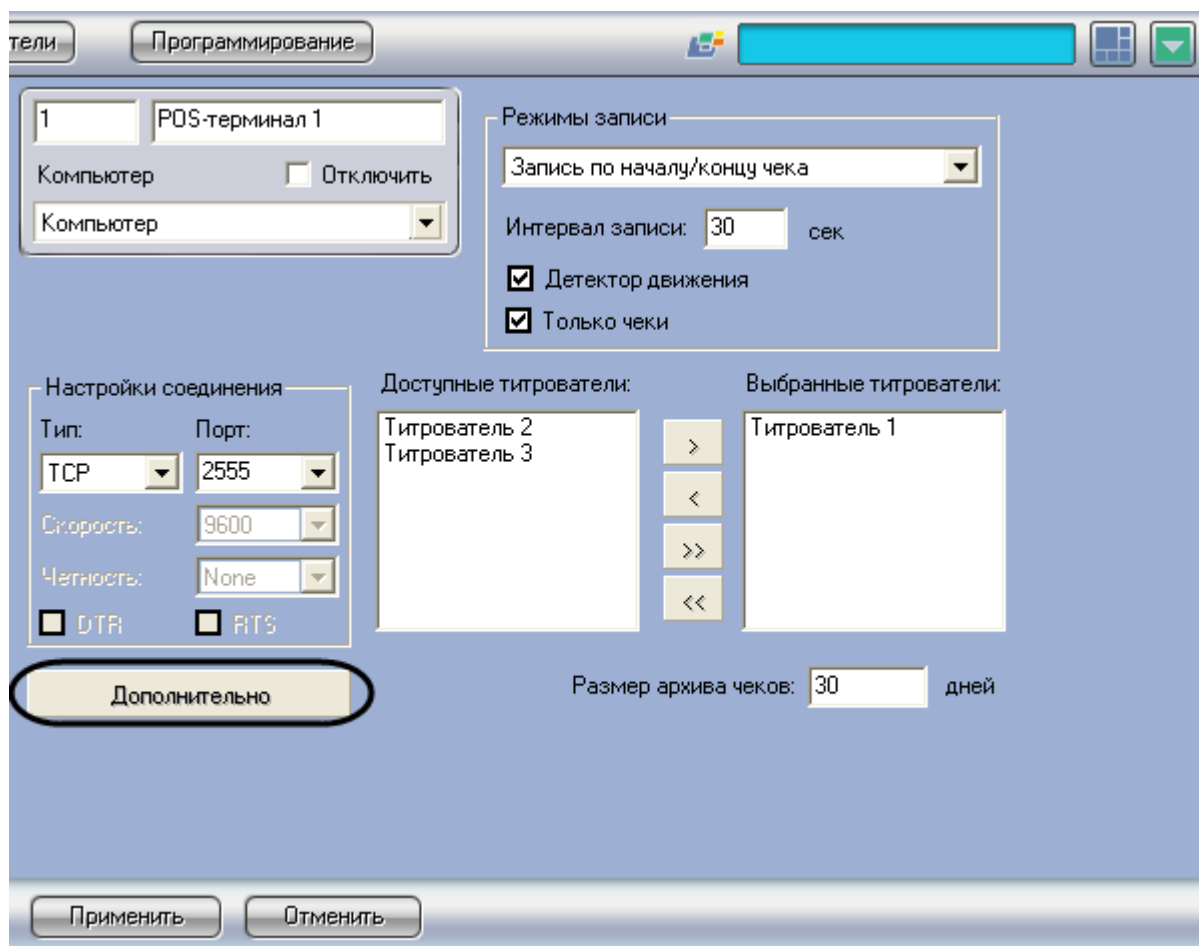 тели
Программирование
1
POS-терминал 1
Компьютер
Отключить
Компьютер
Режимы записи
Запись по началу/концу чека
Интервал записи: 30 сек
Детектор движения
Только чеки
Настройки соединения
Тип: Порт:
TCP 2555
Скорость: 9600
Четность: None
DTR RTS
Доступные титрователи:
Титрователь 2
Титрователь 3
>
<
>>
<<
Выбранные титрователи:
Титрователь 1
Дополнительно
Размер архива чеков: 30 дней
Применить
Отменить